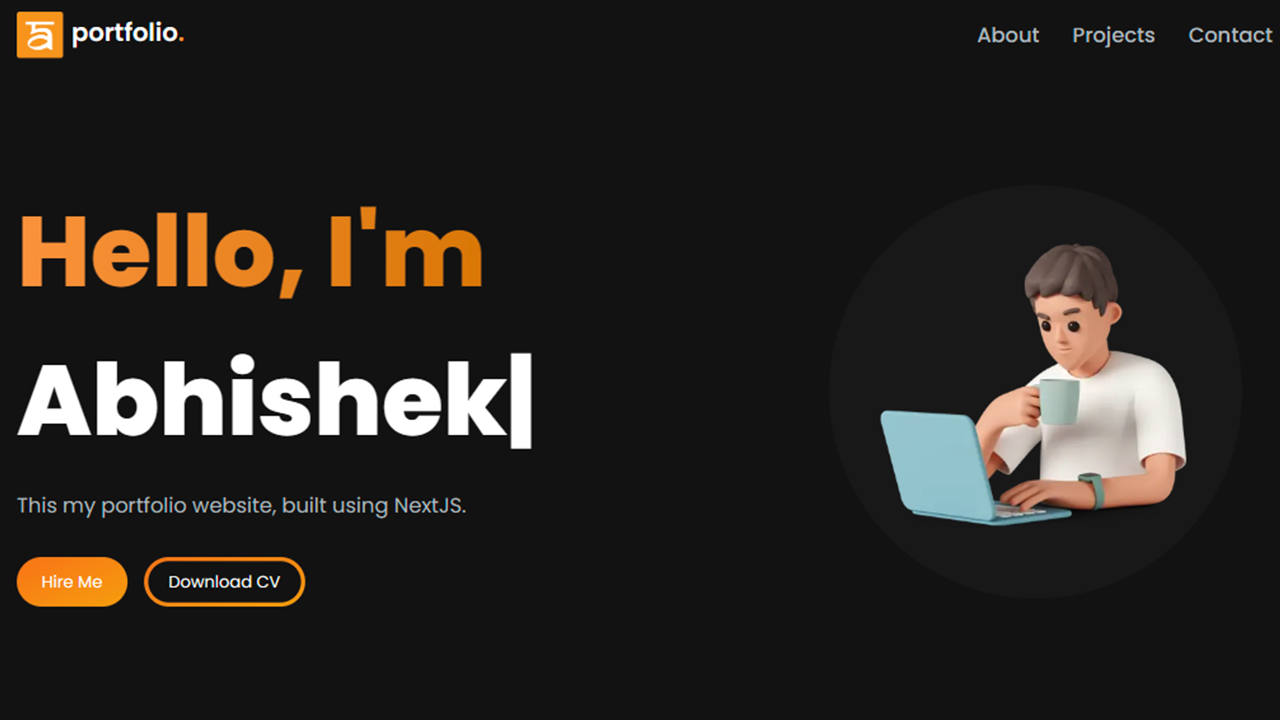 portfolio.
About Projects Contact
Hello, I'm
Abhishek|
This my portfolio website, built using NextJS.
Hire Me Download CV